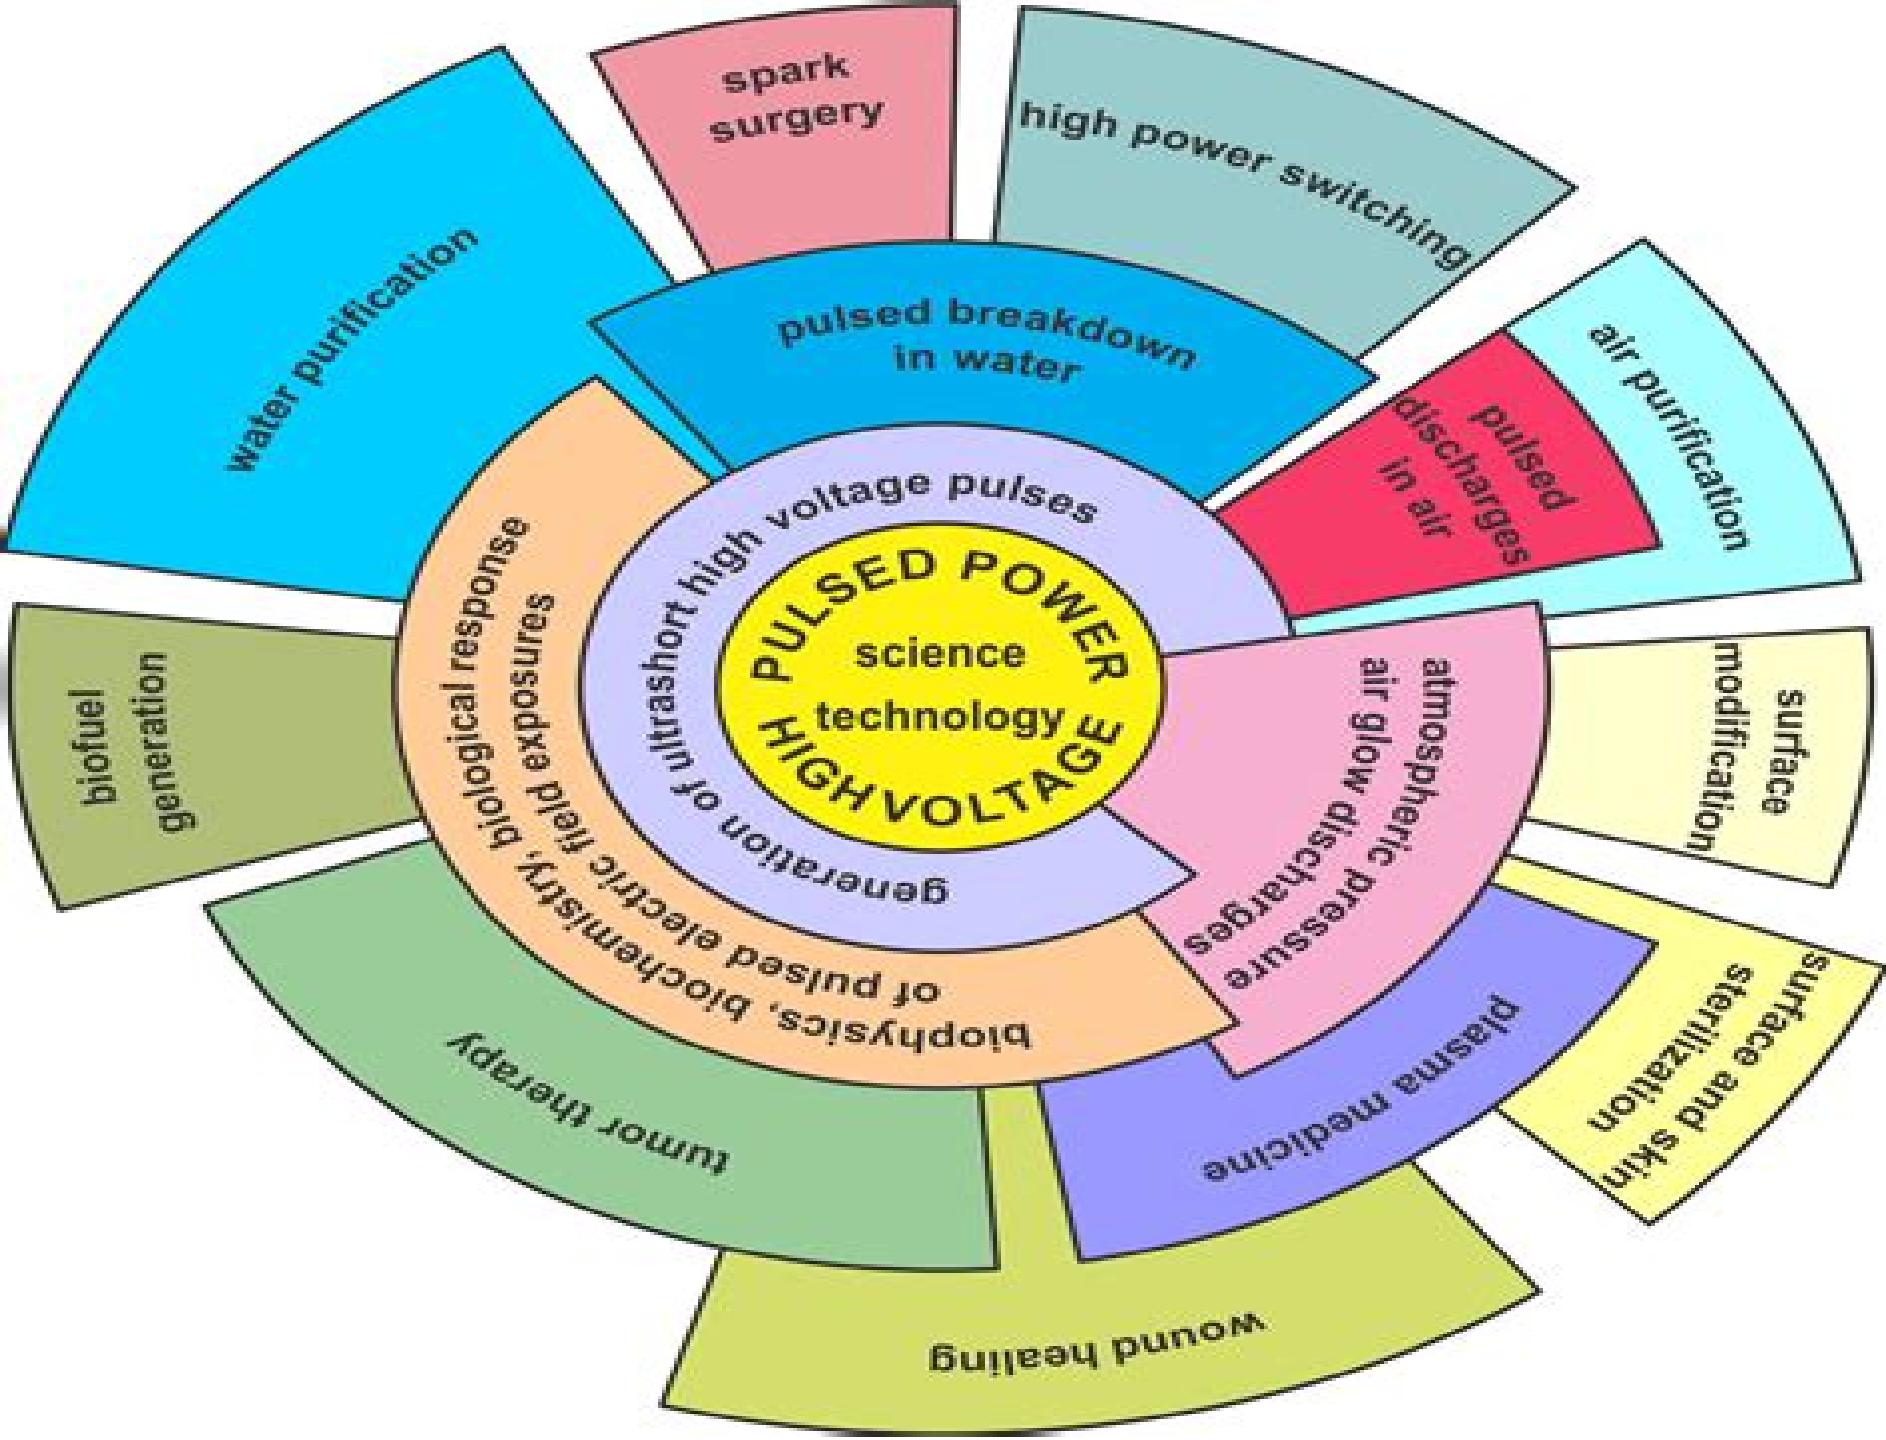 PULSED POWER
science
technology
HIGH VOLTAGE
generation of ultrashort high voltage pulses
pulsed breakdown
in water
pulsed
discharges
in air
atmospheric pressure
air glow discharges
biophysics, biochemistry, biological response
of pulsed electric field exposures
water purification
spark
surgery
high power switching
air purification
surface
modification
surface and skin
sterilization
plasma medicine
wound healing
tumor therapy
biofuel
generation